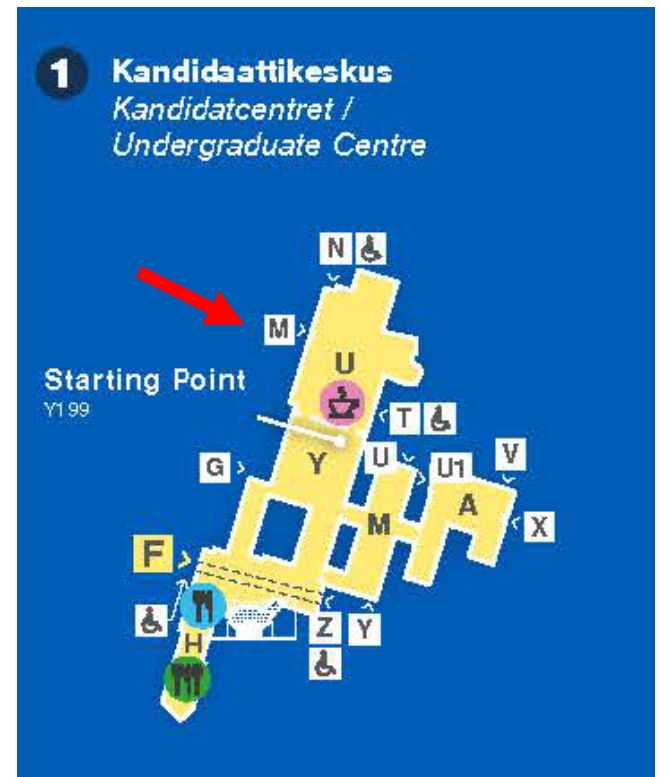 1 Kandidaattikeskus
Kandidatcentret /
Undergraduate Centre
N
M
U
Starting Point
Y199
T
G
Y
U
U1
V
A
M
X
F
Z
Y
H